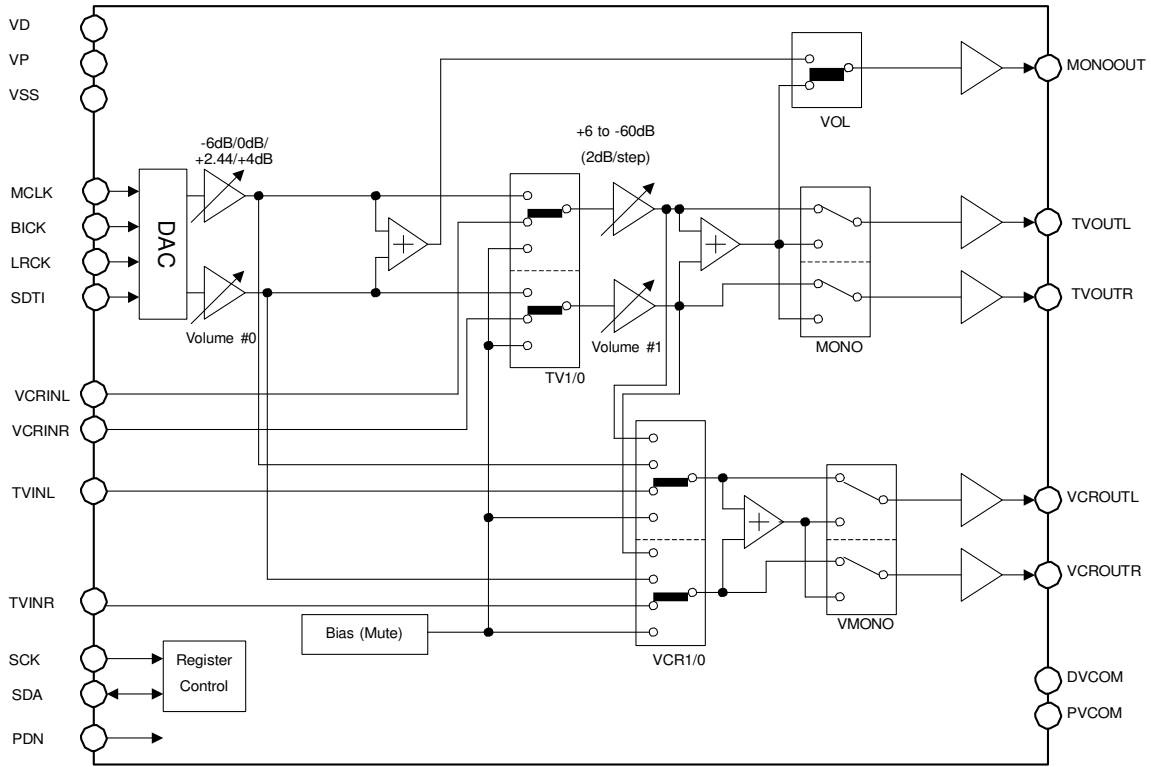 VD
VP
VSS
MCLK
BICK
LRCK
SDTI
VCRINL
VCRINR
TVINL
TVINR
SCK
SDA
PDN
DAC
-6dB/0dB/
+2.44/+4dB
Volume #0
+
TV1/0
+6 to -60dB
(2dB/step)
Volume #1
+
VOL
MONO
Bias (Mute)
VCR1/0
+
VMONO
Register
Control
MONOOUT
TVOUTL
TVOUTR
VCROUTL
VCROUTR
DVCOM
PVCOM